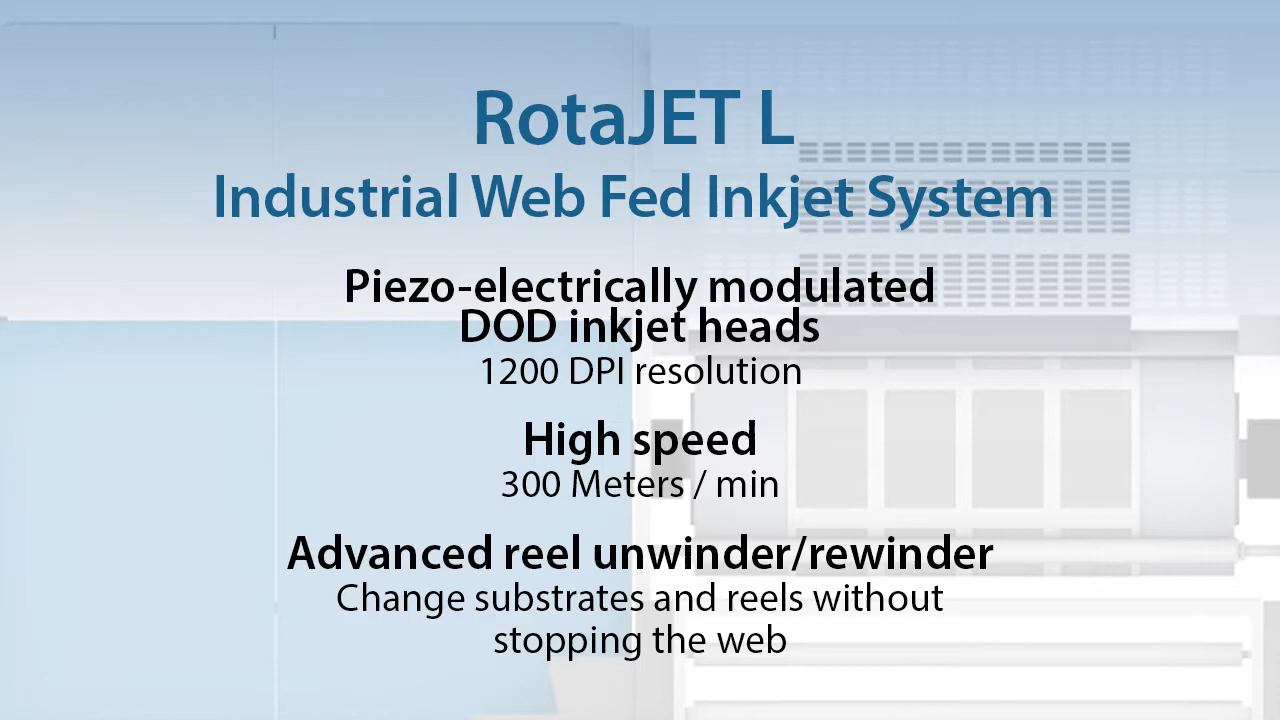 RotaJET L
Industrial Web Fed Inkjet System
Piezo-electrically modulated
DOD inkjet heads
1200 DPI resolution
High speed
300 Meters / min
Advanced reel unwinder/rewinder
Change substrates and reels without
stopping the web